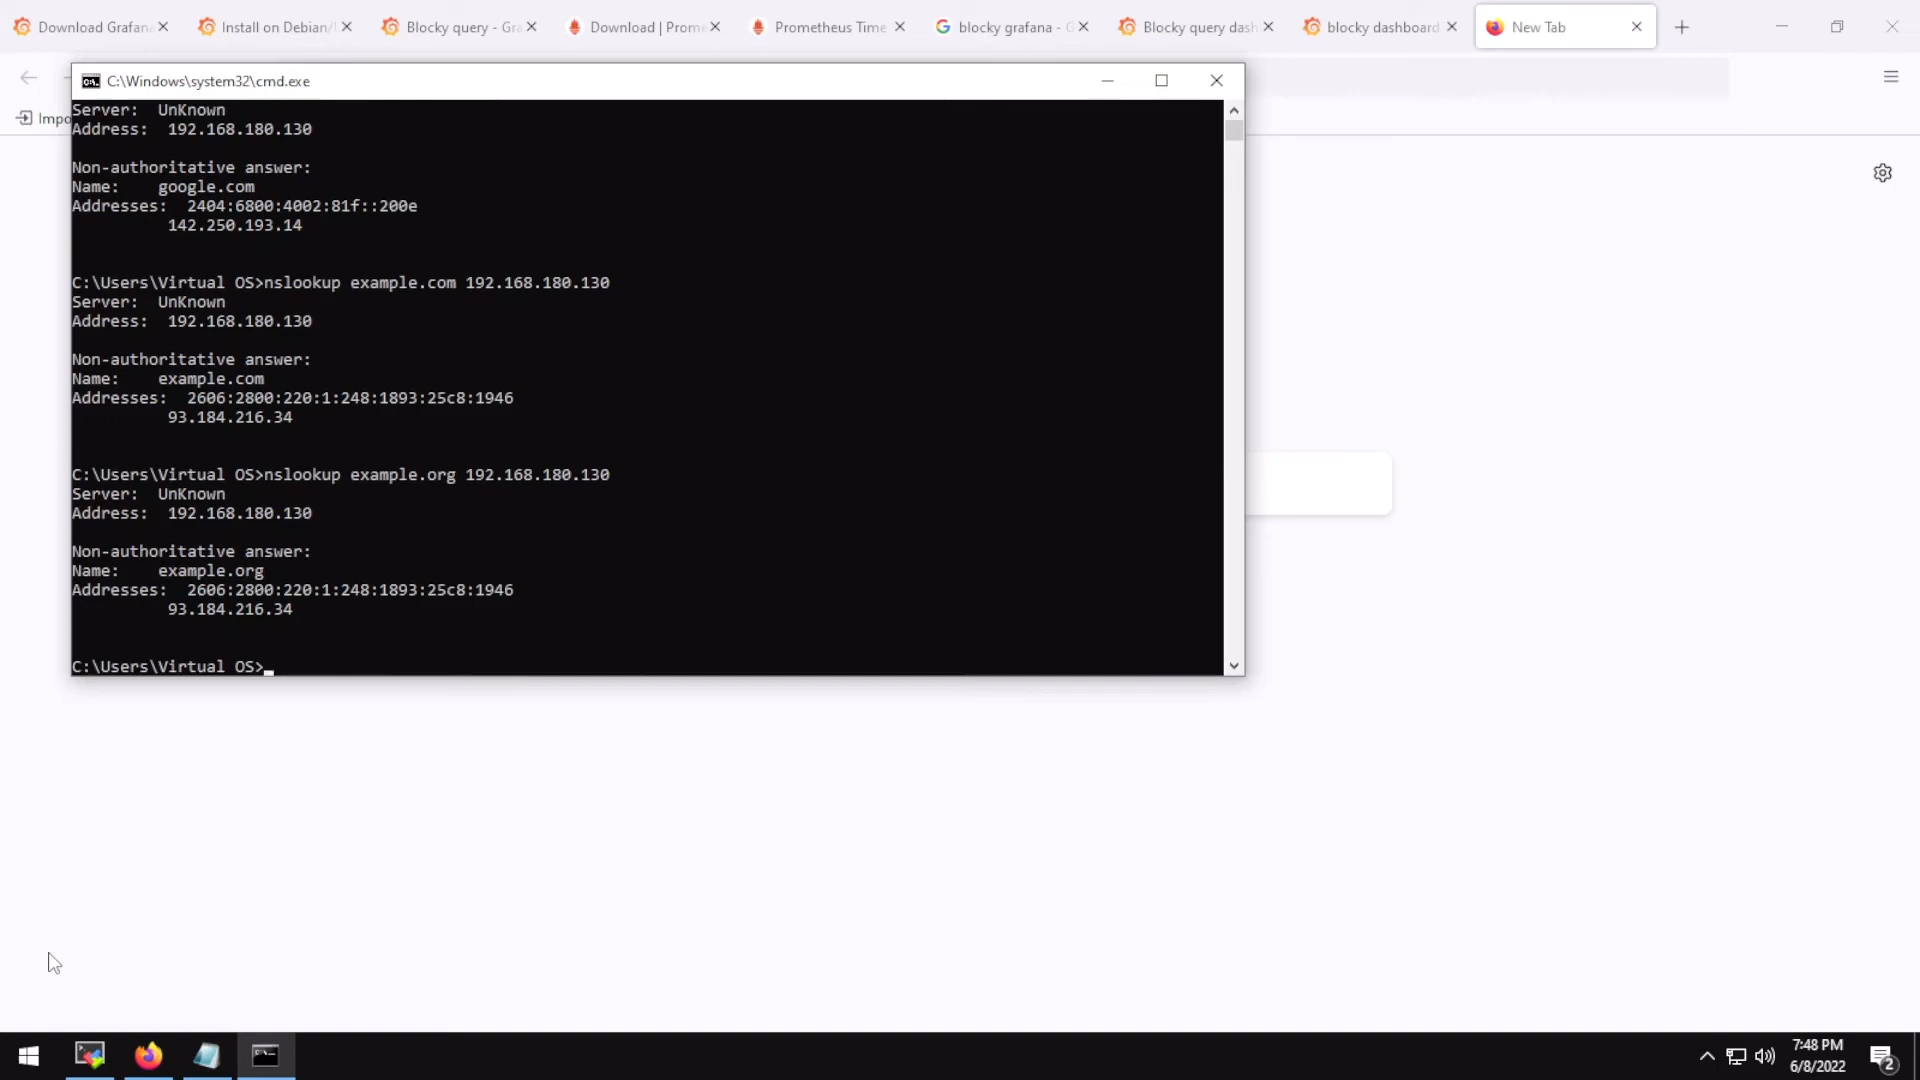 Download Grafana
Install on Debian/
Blocky query - Gra
Download | Prome
Prometheus Time
blocky grafana - G
Blocky query dash
blocky dashboard
New Tab
C:\Windows\system32\cmd.exe
Impo
Server:  UnKnown
Address:  192.168.180.130
Non-authoritative answer:
Name:    google.com
Addresses:  2404:6800:4002:81f::200e
142.250.193.14
C:\Users\Virtual OS>nslookup example.com 192.168.180.130
Server:  UnKnown
Address:  192.168.180.130
Non-authoritative answer:
Name:    example.com
Addresses:  2606:2800:220:1:248:1893:25c8:1946
93.184.216.34
C:\Users\Virtual OS>nslookup example.org 192.168.180.130
Server:  UnKnown
Address:  192.168.180.130
Non-authoritative answer:
Name:    example.org
Addresses:  2606:2800:220:1:248:1893:25c8:1946
93.184.216.34
C:\Users\Virtual OS>
7:48 PM
6/8/2022
2